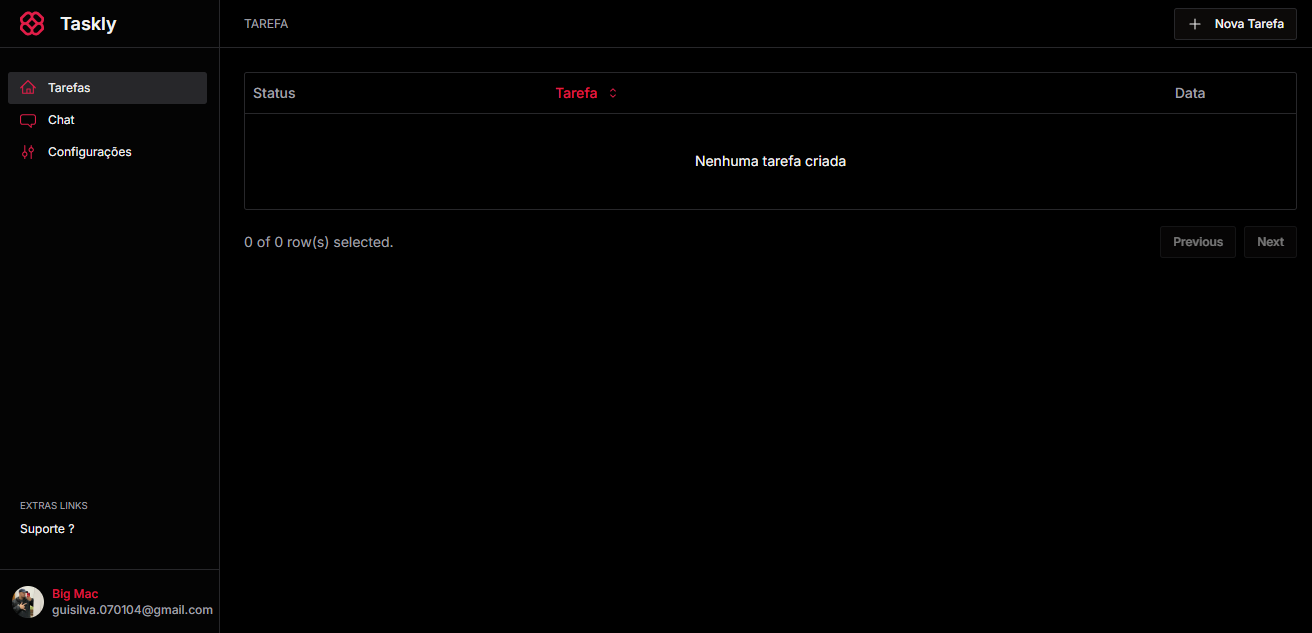 Taskly
TAREFA
Nova Tarefa
Tarefas
Chat
Configurações
Status
Tarefa
Data
Nenhuma tarefa criada
0 of 0 row(s) selected.
Previous
Next
EXTRAS LINKS
Suporte ?
Big Mac
guisilva.070104@gmail.com